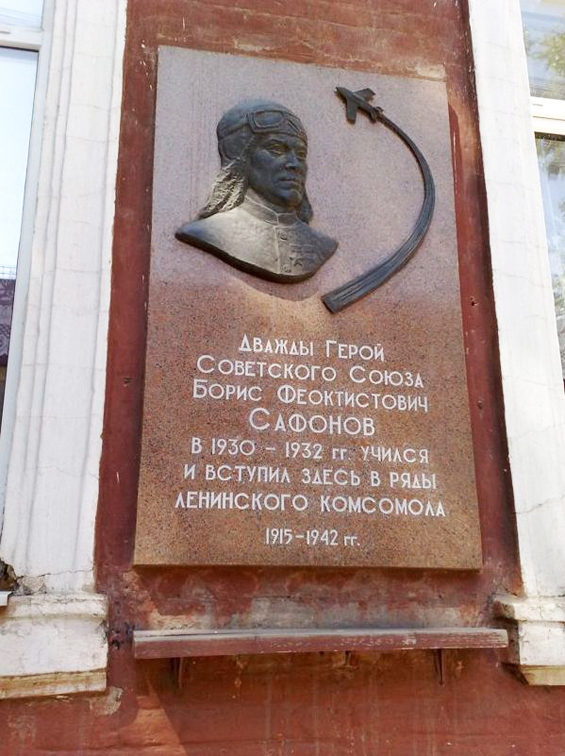 Дважды Герой
Советского Союза
Борис Феоктистович
САФОНОВ
в 1930 – 1932 гг. учился
и вступил здесь в ряды
ленинского комсомола
1915-1942 гг.